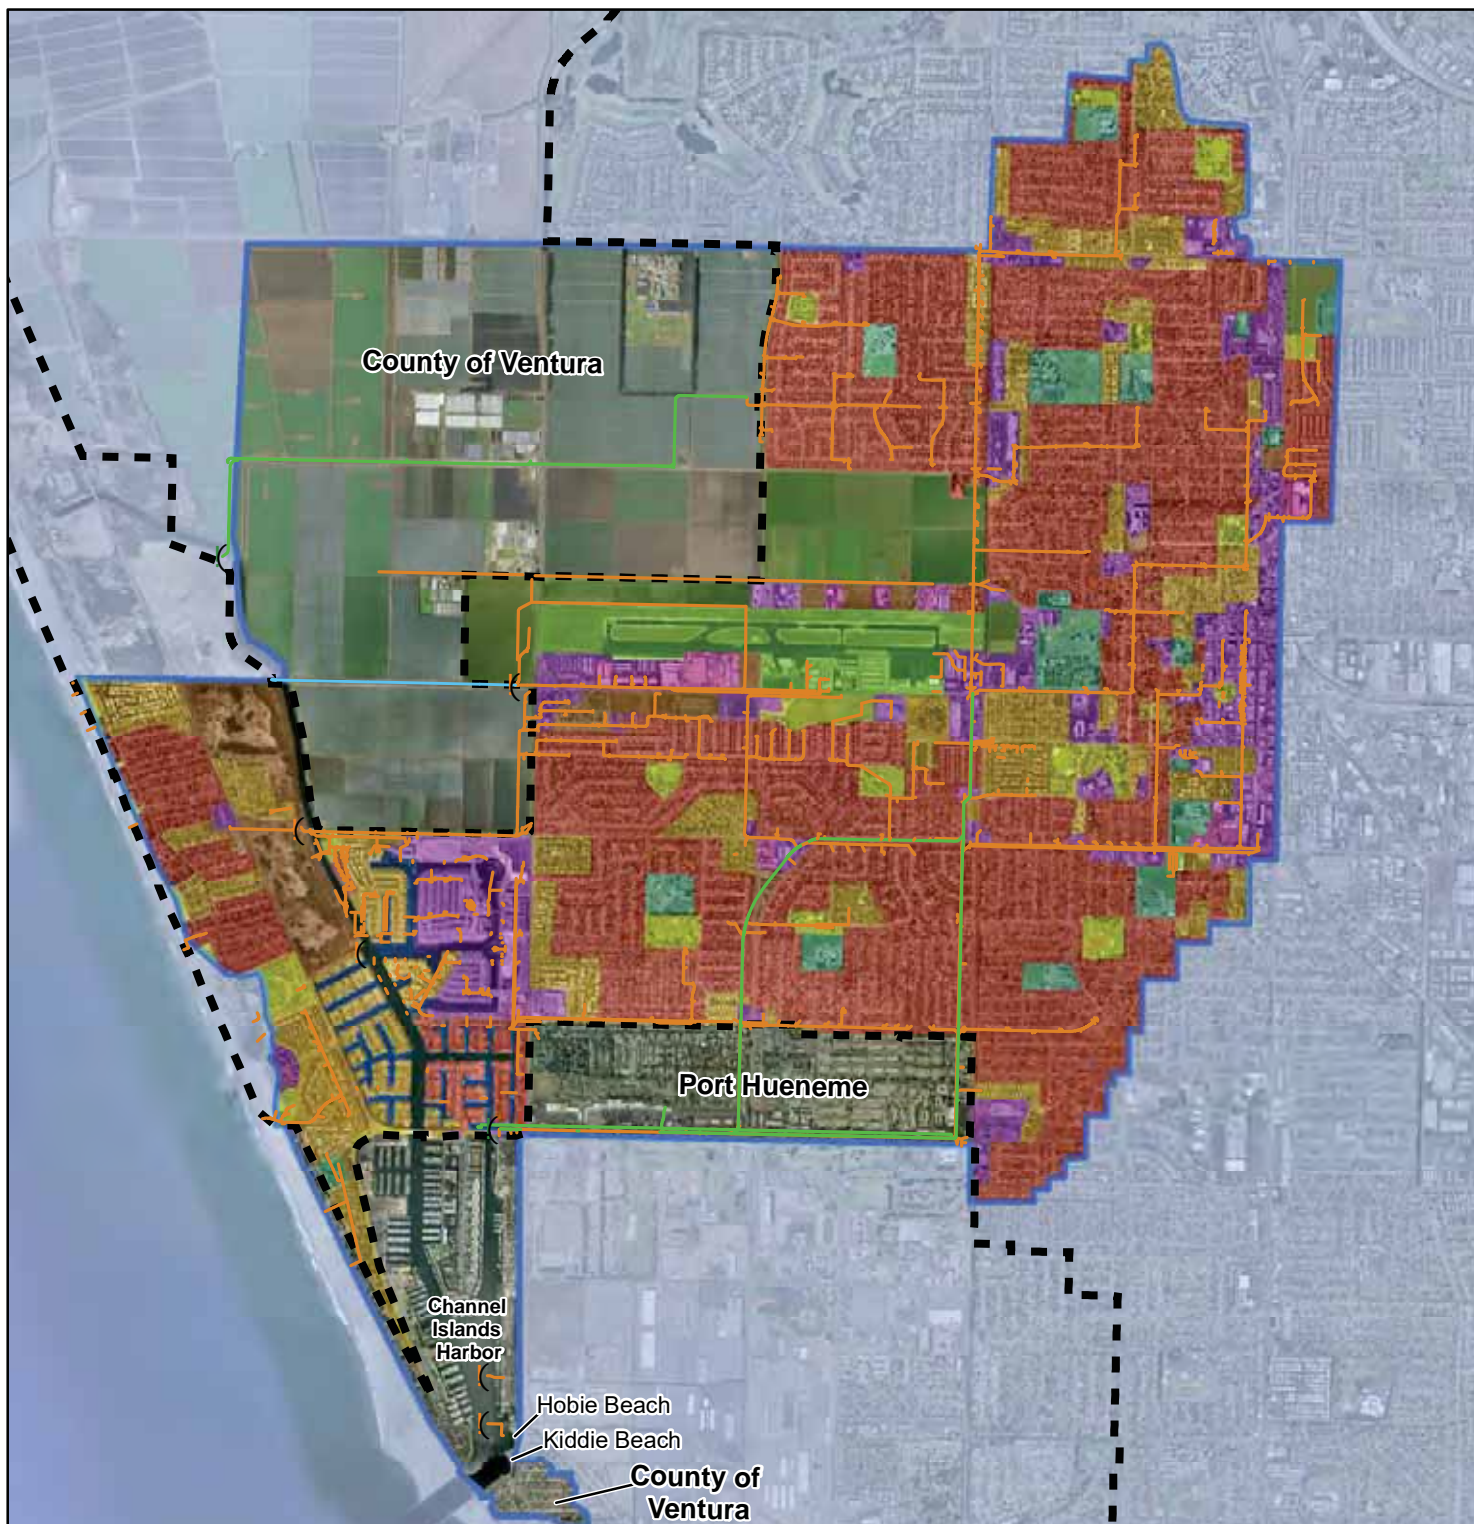 County of Ventura
Port Hueneme
Channel
Islands
Harbor
Hobie Beach
Kiddie Beach
County of
Ventura